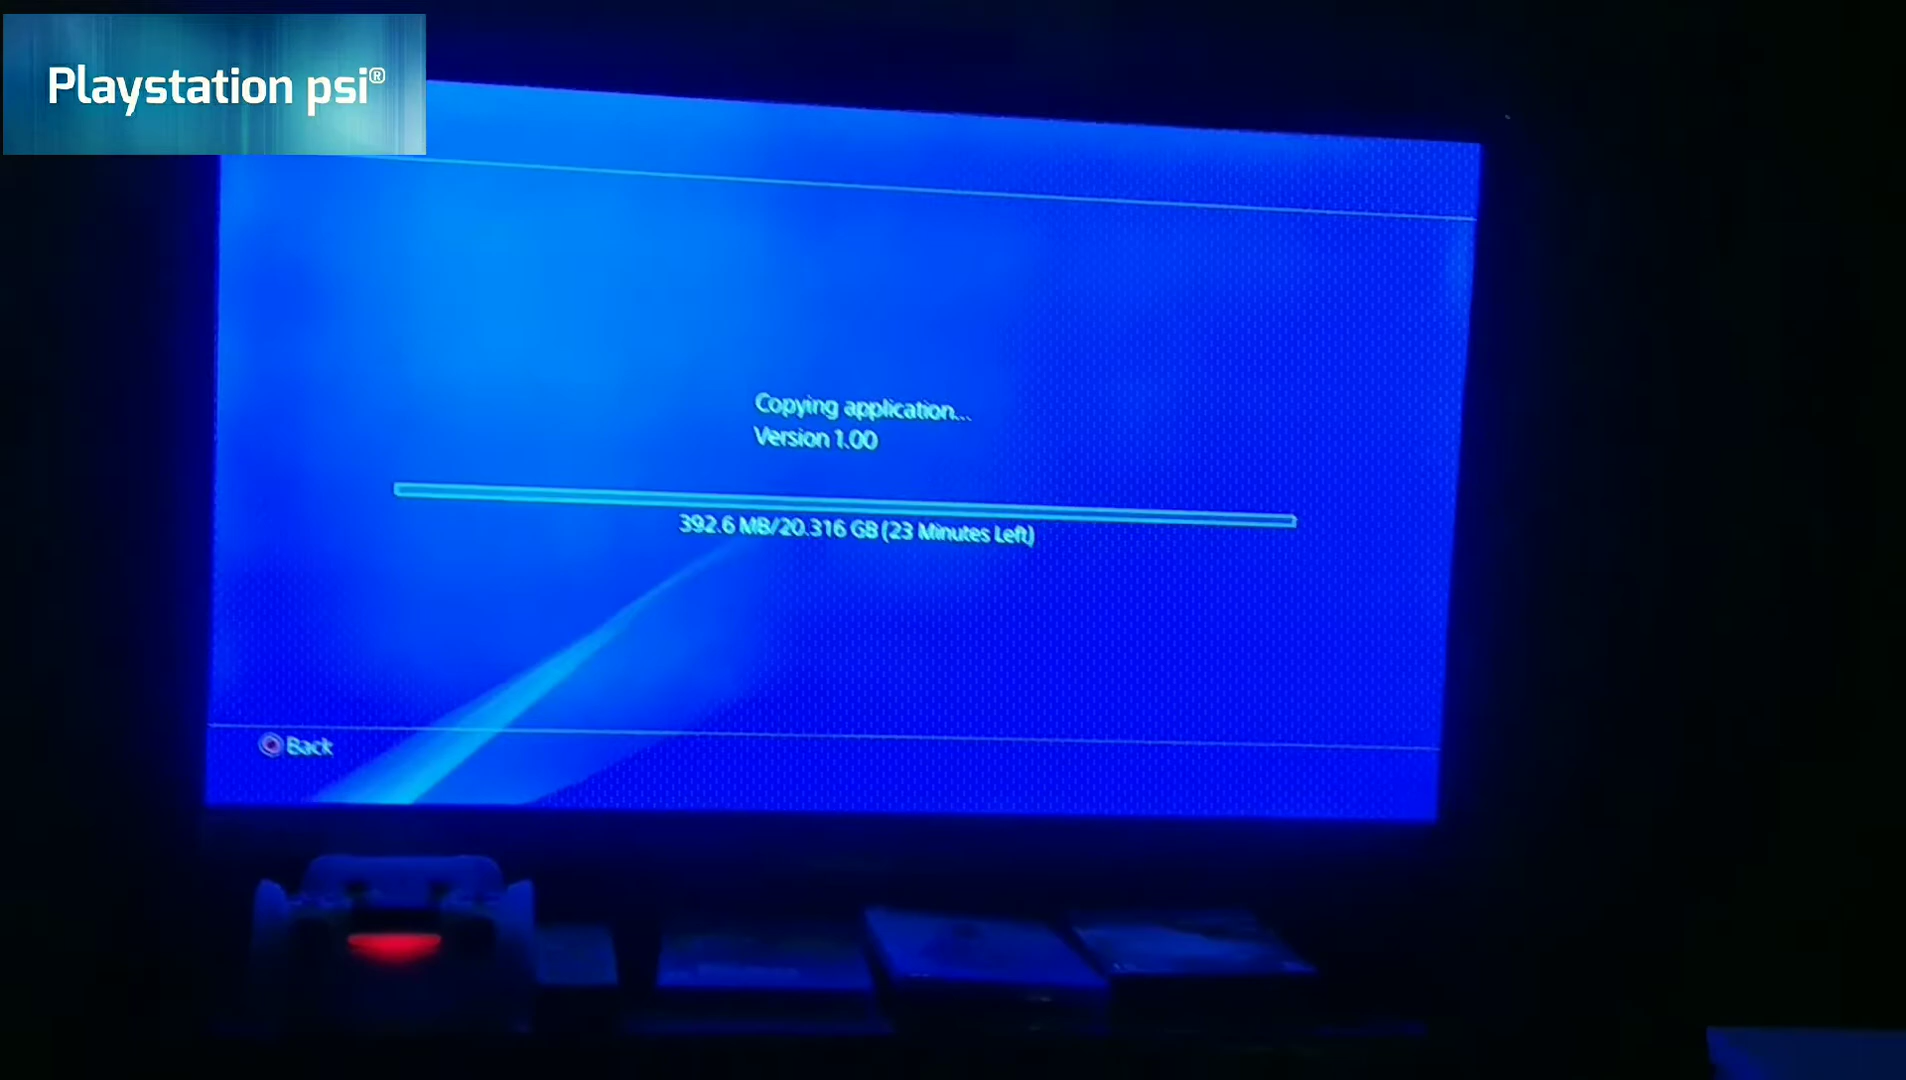 Playstation psi®
Copying application...
Version 1.00
392.6 MB/20.316 GB (23 Minutes Left)
Back